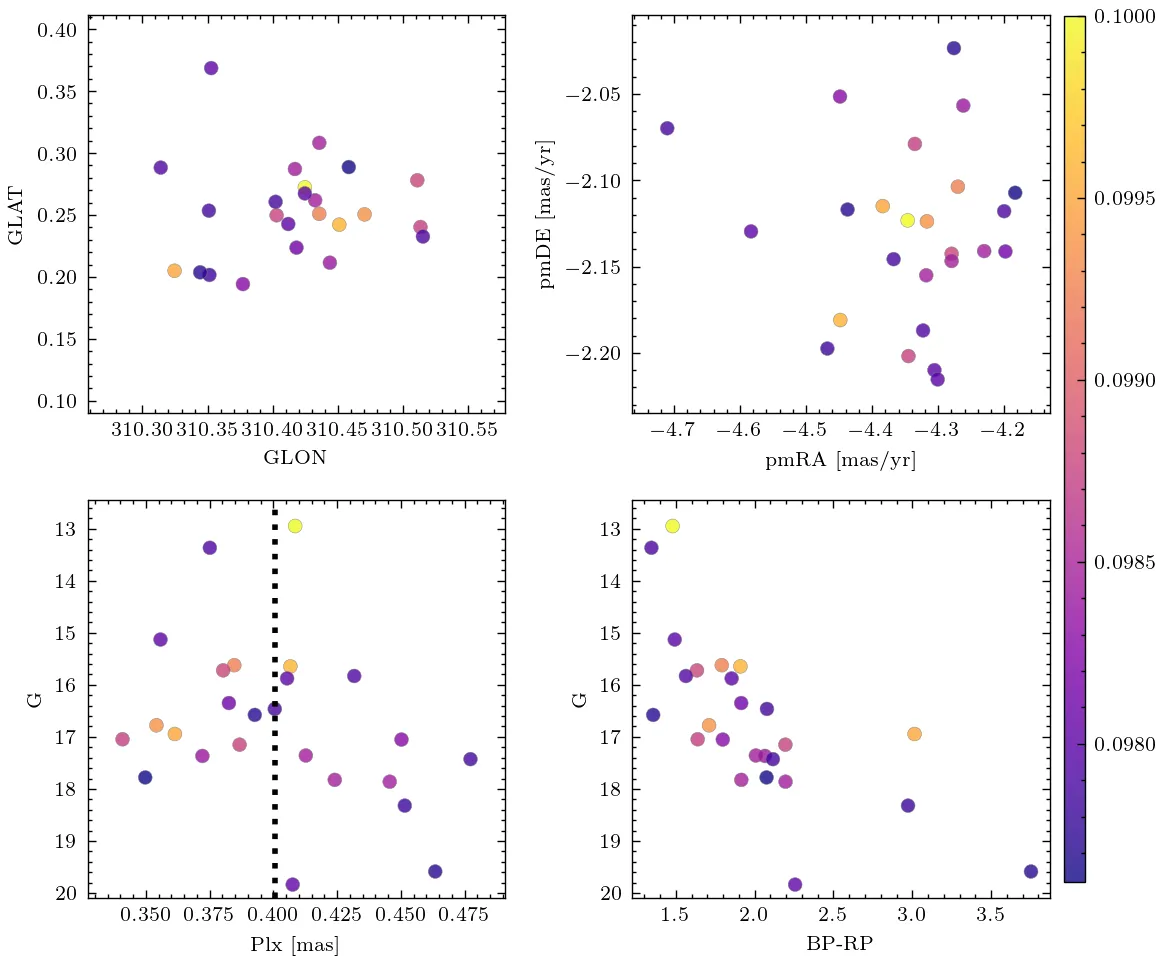 0.40
0.35
0.30
0.25
0.20
0.15
0.10
GLAT
310.30 310.35 310.40 310.45 310.50 310.55
GLON
−2.05
−2.10
−2.15
−2.20
pmDE [mas/yr]
−4.7 −4.6 −4.5 −4.4 −4.3 −4.2
pmRA [mas/yr]
0.1000
0.0995
0.0990
0.0985
0.0980
13
14
15
16
17
18
19
20
G
0.350 0.375 0.400 0.425 0.450 0.475
Plx [mas]
13
14
15
16
17
18
19
20
G
1.5 2.0 2.5 3.0 3.5
BP-RP